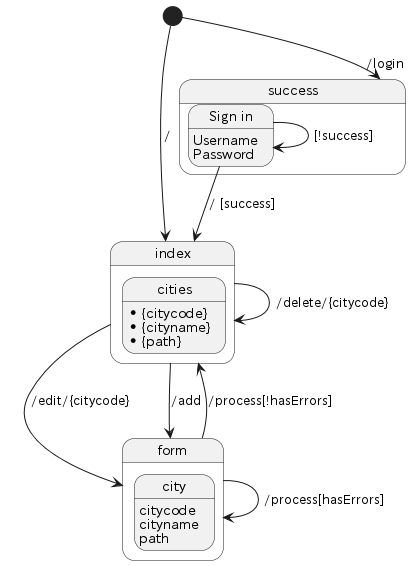 /login
success
Sign in
Username
Password
[!success]
/
/ [success]
index
cities
• {citycode}
• {cityname}
• {path}
/delete/{citycode}
/edit/{citycode}
/add
/process[!hasErrors]
form
city
citycode
cityname
path
/process[hasErrors]